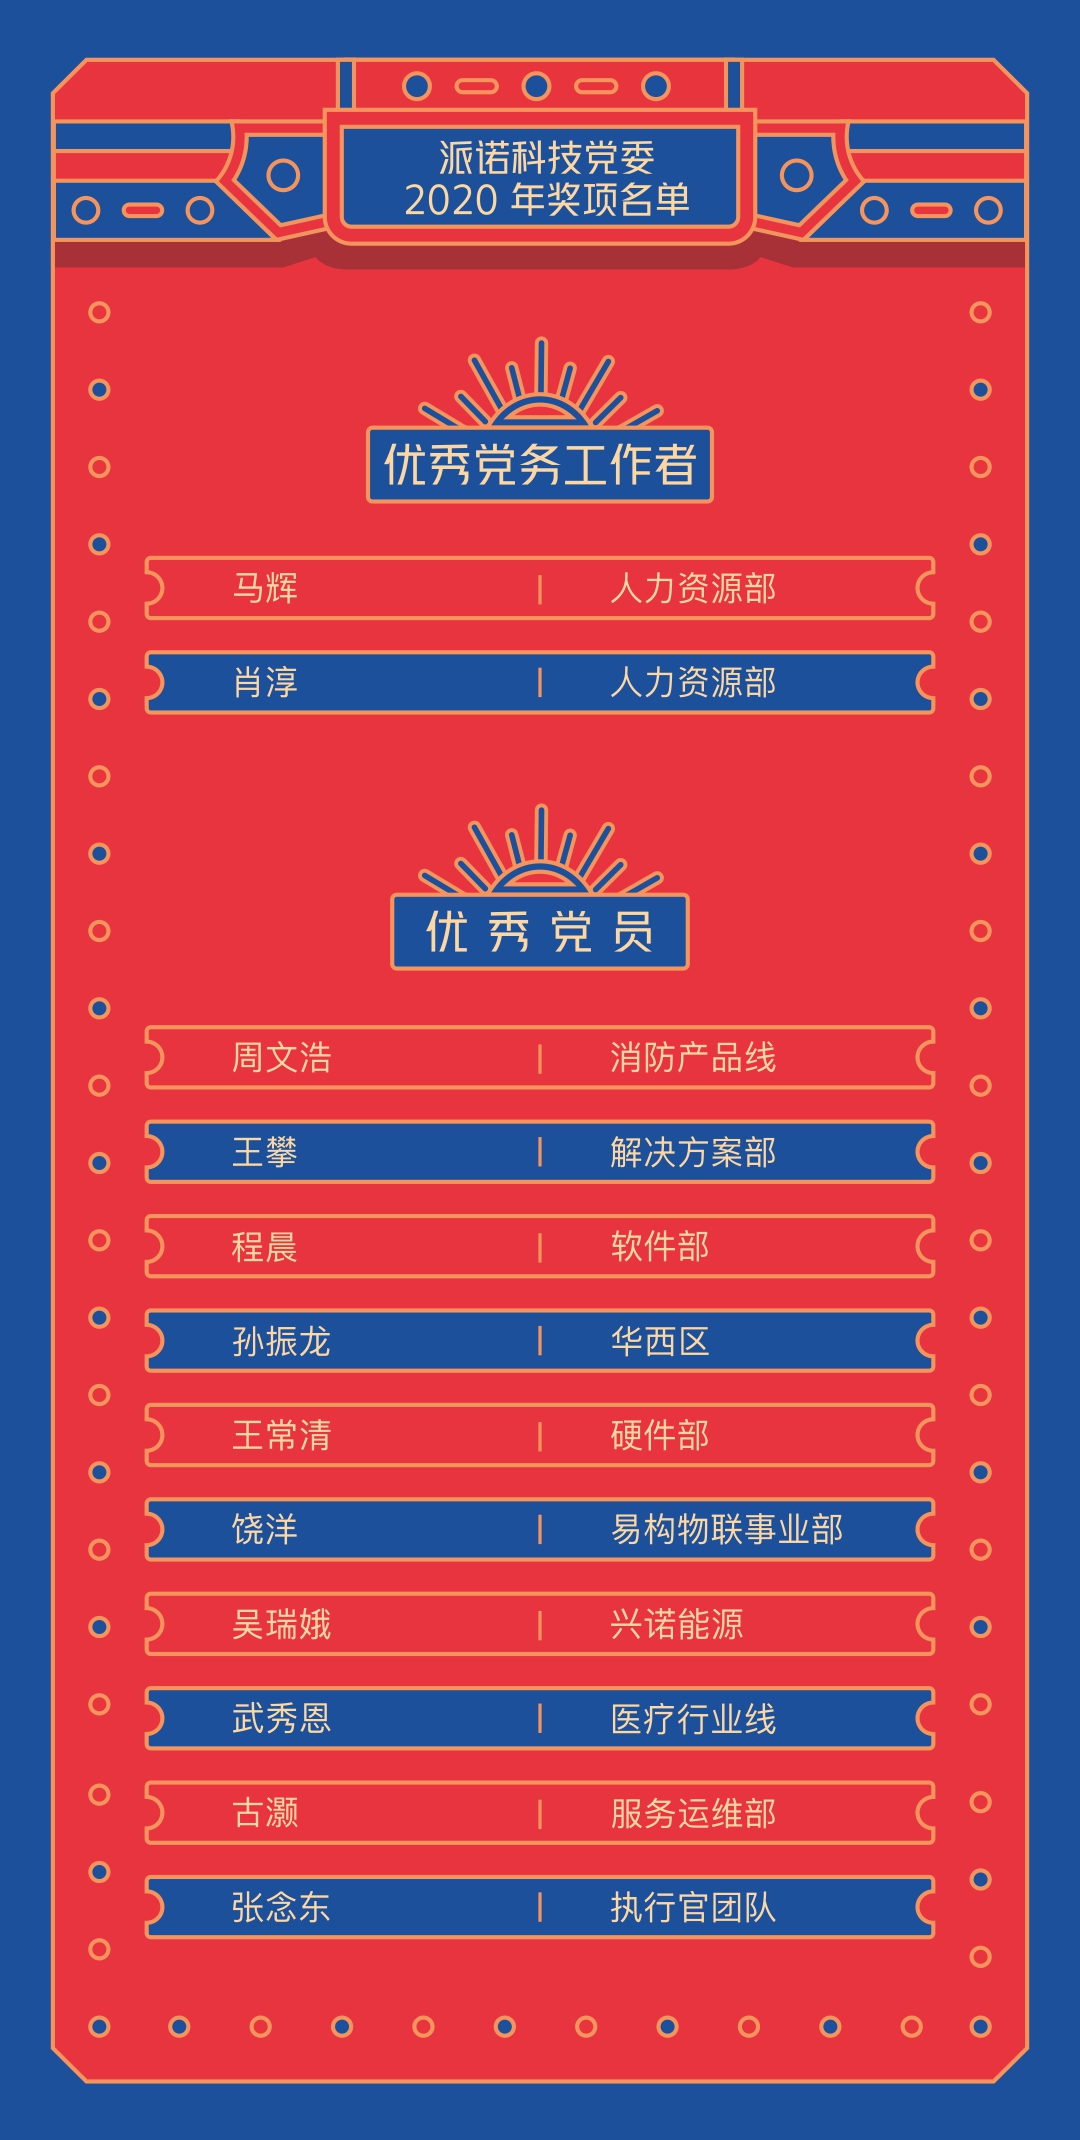 派诺科技党委
2020 年奖项名单
优秀党务工作者
马辉 | 人力资源部
肖淳 | 人力资源部
优秀党员
周文浩 | 消防产品线
王攀 | 解决方案部
程晨 | 软件部
孙振龙 | 华西区
王常清 | 硬件部
饶洋 | 易构物联事业部
吴瑞娥 | 兴诺能源
武秀恩 | 医疗行业线
古灏 | 服务运维部
张念东 | 执行官团队